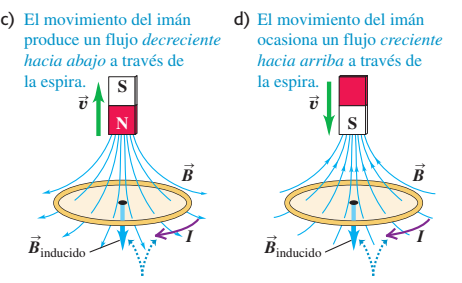 c) El movimiento del imán
produce un flujo decreciente
hacia abajo a través de
la espira.
S
v
N
B
B inducido
I
d) El movimiento del imán
ocasiona un flujo creciente
hacia arriba a través de
la espira.
v
S
B
B inducido
I